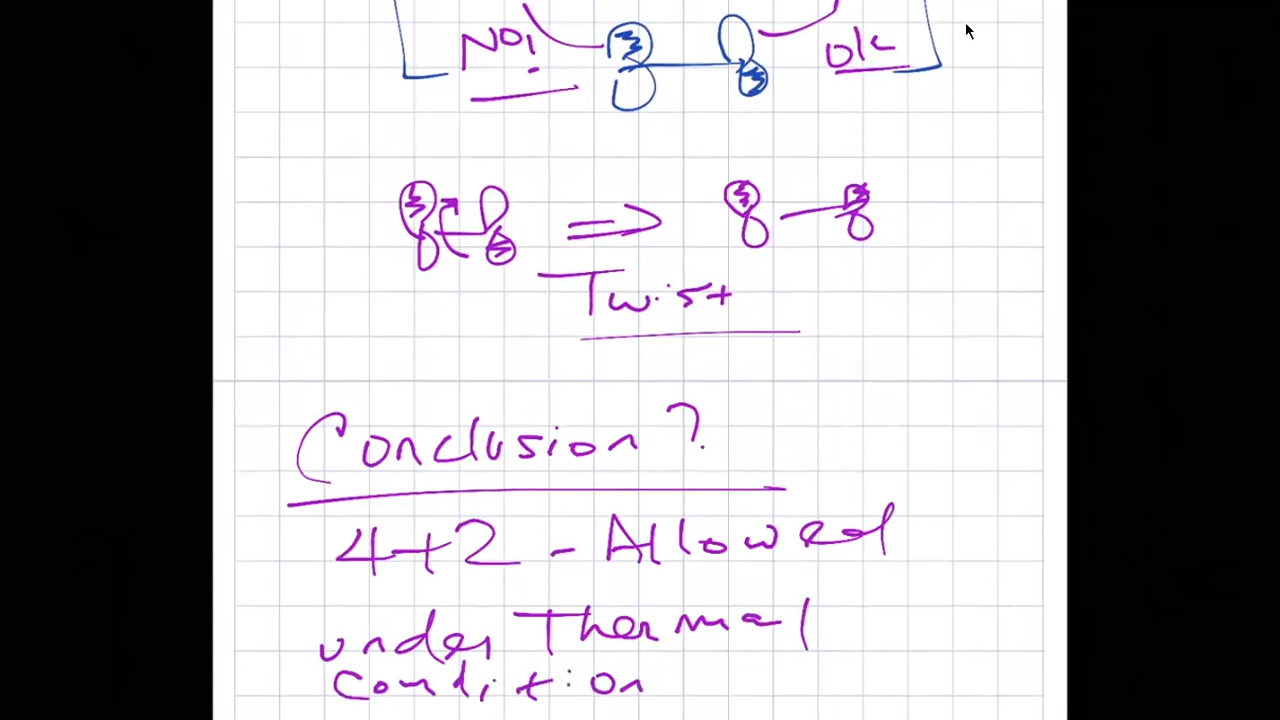 NO! OK
Twist
Conclusion?
4+2 - Allowed
under Thermal
Condition